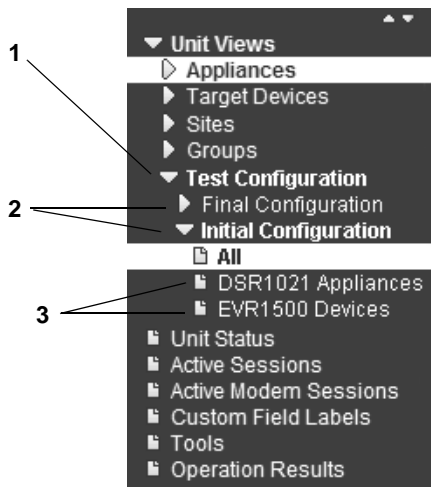 Unit Views
1
Appliances
Target Devices
Sites
Groups
Test Configuration
2
Final Configuration
Initial Configuration
All
3
DSR1021 Appliances
EVR1500 Devices
Unit Status
Active Sessions
Active Modem Sessions
Custom Field Labels
Tools
Operation Results